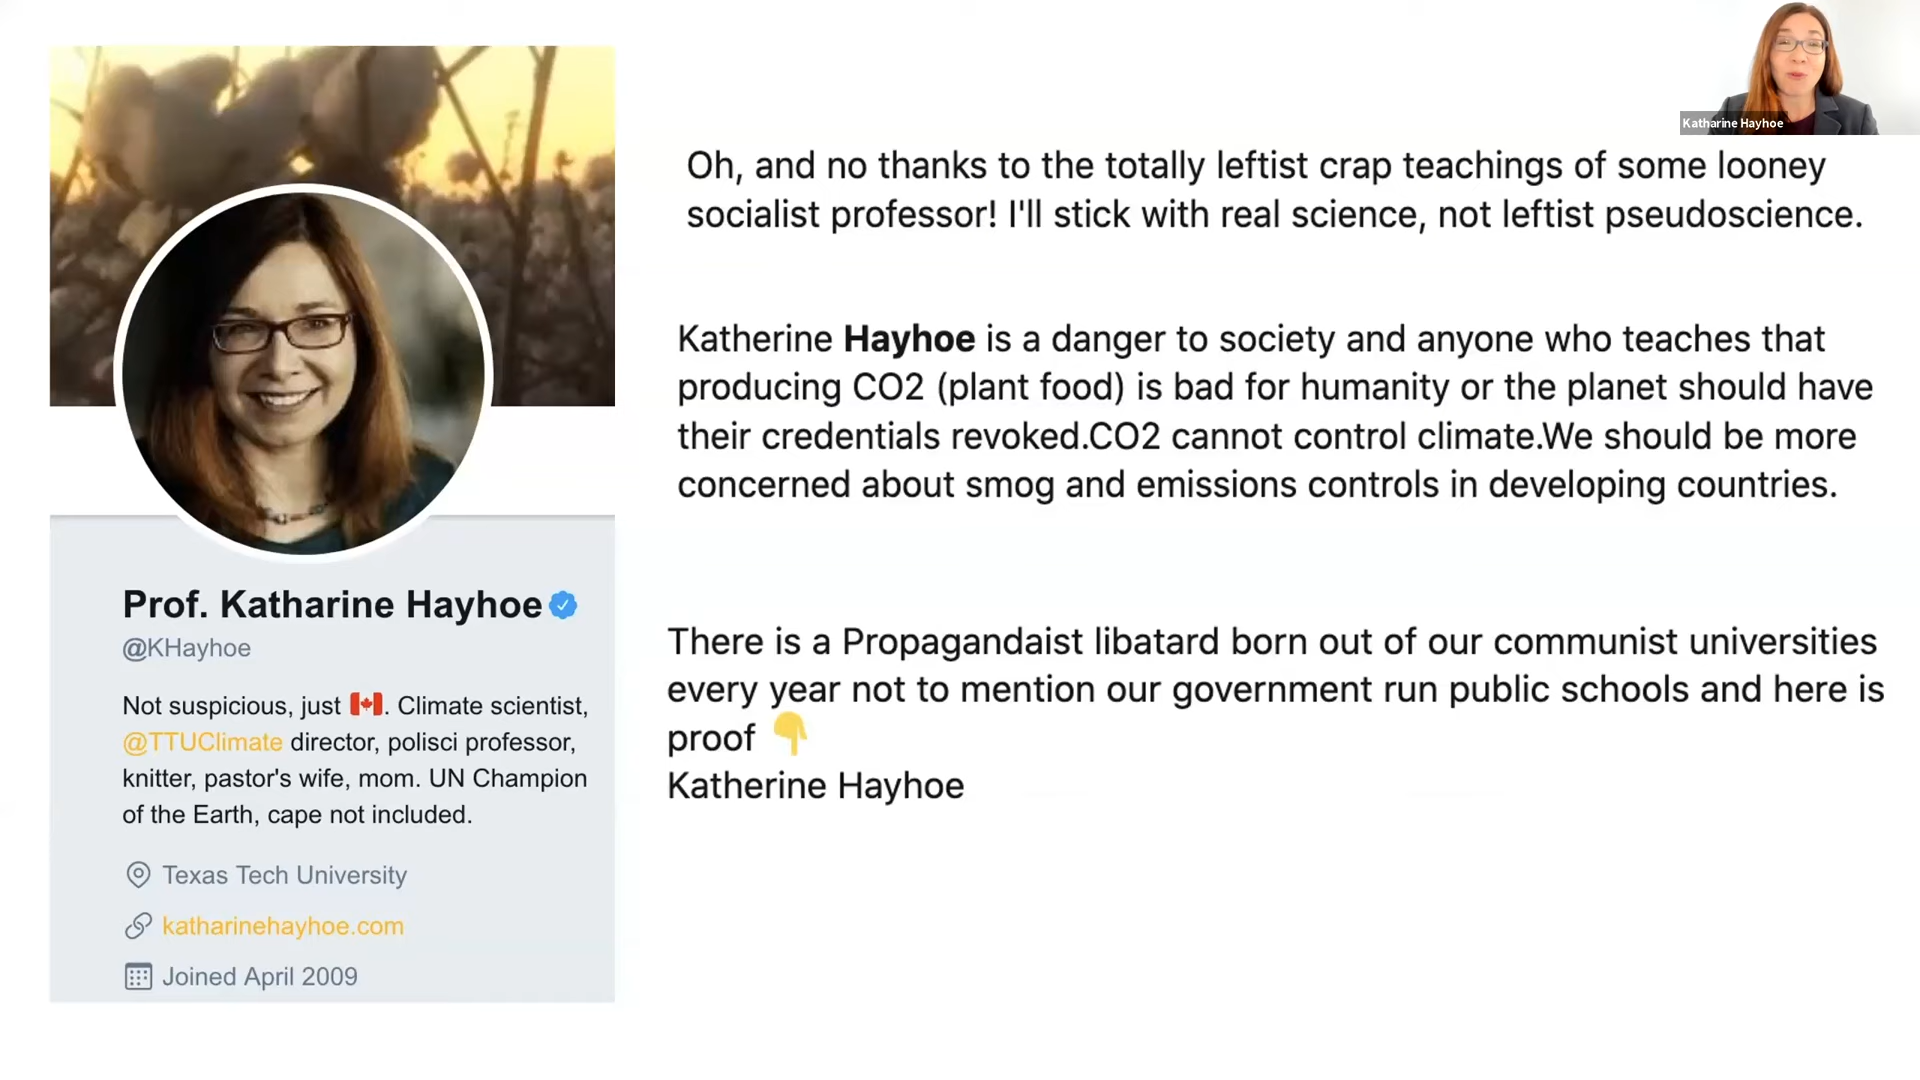 Katharine Hayhoe
Oh, and no thanks to the totally leftist crap teachings of some looney
socialist professor! I'll stick with real science, not leftist pseudoscience.
Katherine Hayhoe is a danger to society and anyone who teaches that
producing CO2 (plant food) is bad for humanity or the planet should have
their credentials revoked.CO2 cannot control climate.We should be more
concerned about smog and emissions controls in developing countries.
There is a Propagandaist libatard born out of our communist universities
every year not to mention our government run public schools and here is
proof 👇
Katherine Hayhoe
Prof. Katharine Hayhoe
@KHayhoe
Not suspicious, just 🇨🇦. Climate scientist,
@TTUClimate director, polisci professor,
knitter, pastor's wife, mom. UN Champion
of the Earth, cape not included.
Texas Tech University
katharinehayhoe.com
Joined April 2009